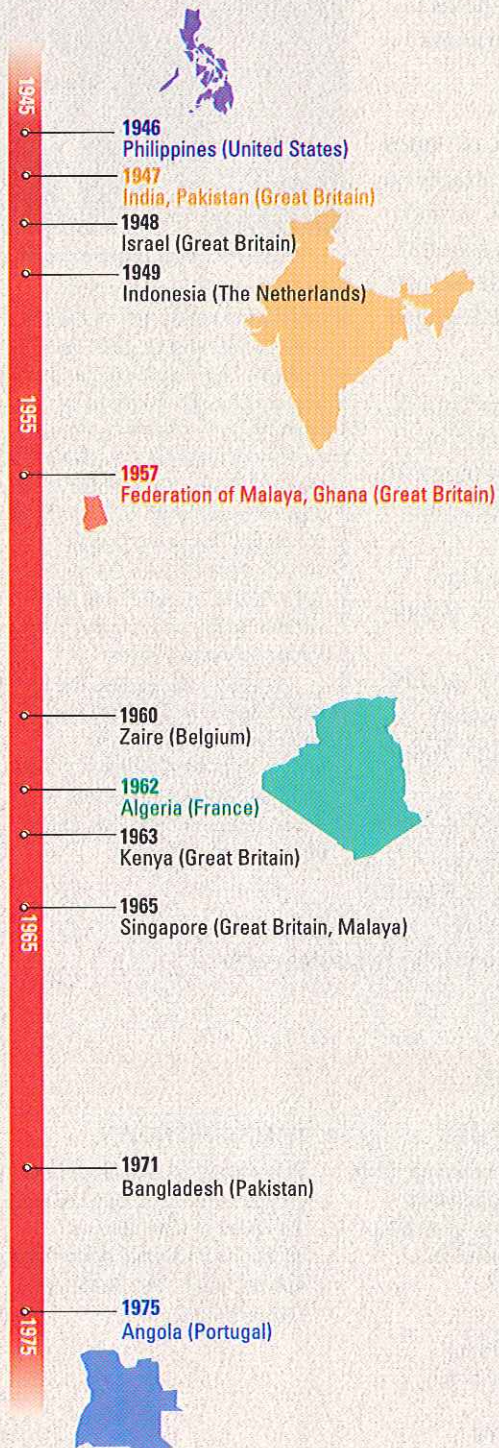 1945
1946
Philippines (United States)
1947
India, Pakistan (Great Britain)
1948
Israel (Great Britain)
1949
Indonesia (The Netherlands)
1955
1957
Federation of Malaya, Ghana (Great Britain)
1960
Zaire (Belgium)
1962
Algeria (France)
1963
Kenya (Great Britain)
1965
Singapore (Great Britain, Malaya)
1965
1971
Bangladesh (Pakistan)
1975
Angola (Portugal)
1975